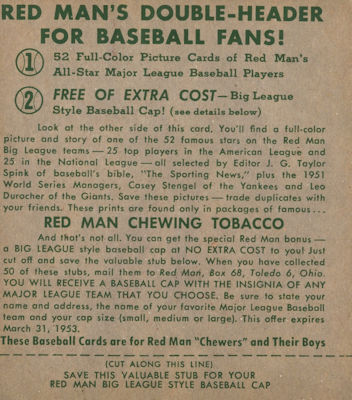 RED MAN'S DOUBLE-HEADER
FOR BASEBALL FANS!
1 52 Full-Color Picture Cards of Red Man's
All-Star Major League Baseball Players
2 FREE OF EXTRA COST—Big League
Style Baseball Cap! (see details below)
Look at the other side of this card. You'll find a full-color
picture and story of one of the 52 famous stars on the Red Man
Big League teams — 25 top players in the American League and
25 in the National League — all selected by Editor J. G. Taylor
Spink of baseball's bible, "The Sporting News," plus the 1951
World Series Managers, Casey Stengel of the Yankees and Leo
Durocher of the Giants. Save these pictures — trade duplicates with
your friends. These prints are found only in packages of famous . . .
RED MAN CHEWING TOBACCO
And that's not all. You can get the special Red Man bonus —
a BIG LEAGUE style baseball cap at NO EXTRA COST to you! Just
cut off and save the valuable stub below. When you have collected
50 of these stubs, mail them to Red Man, Box 68, Toledo 6, Ohio.
YOU WILL RECEIVE A BASEBALL CAP WITH THE INSIGNIA OF ANY
MAJOR LEAGUE TEAM THAT YOU CHOOSE. Be sure to state your
name and address, the name of your favorite Major League Baseball
team and your cap size (small, medium or large). This offer expires
March 31, 1953.
These Baseball Cards are for Red Man "Chewers" and Their Boys
(CUT ALONG THIS LINE)
SAVE THIS VALUABLE STUB FOR YOUR
RED MAN BIG LEAGUE STYLE BASEBALL CAP